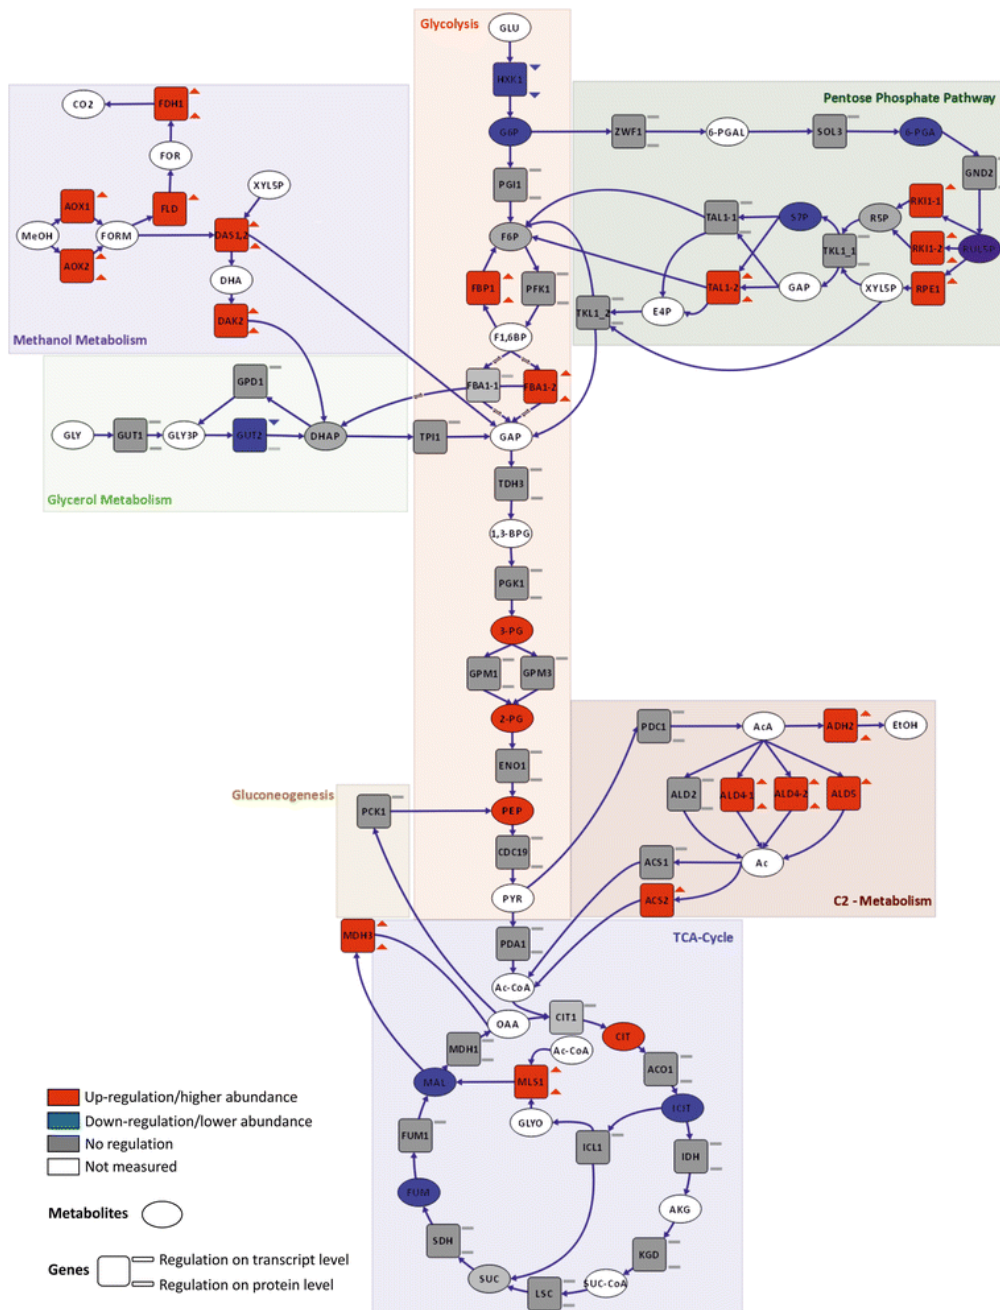 Glycolysis
GLU
HXK1
G6P
PGI1
F6P
FBP1
PFK1
F1,6BP
FBA1-1
FBA1-2
GAP
TDH3
1,3-BPG
PGK1
3-PG
GPM1
GPM3
2-PG
ENO1
PEP
CDC19
PYR
Pentose Phosphate Pathway
ZWF1
6-PGAL
SOL3
6-PGA
GND2
TAL1-1
S7P
R5P
RKI1-1
RKI1-2
RUL5P
TKL1_1
TAL1-2
GAP
XYL5P
RPE1
TKL1_2
E4P
CO2
FDH1
FOR
XYL5P
AOX1
FLD
MeOH
FORM
DAS1,2
AOX2
DHA
DAK2
Methanol Metabolism
GPD1
GLY
GUT1
GLY3P
GUT2
DHAP
TPI1
Glycerol Metabolism
PDC1
AcA
ADH2
EtOH
ALD2
ALD4-1
ALD4-2
ALD5
ACS1
Ac
ACS2
C2 - Metabolism
Gluconeogenesis
PCK1
MDH3
TCA-Cycle
PDA1
Ac-CoA
OAA
CIT1
CIT
MDH1
Ac-CoA
ACO1
MAL
MLS1
ICIT
GLYO
FUM1
ICL1
IDH
FUM
AKG
SDH
KGD
SUC
LSC
SUC-CoA
Up-regulation/higher abundance
Down-regulation/lower abundance
No regulation
Not measured
Metabolites
Genes
Regulation on transcript level
Regulation on protein level